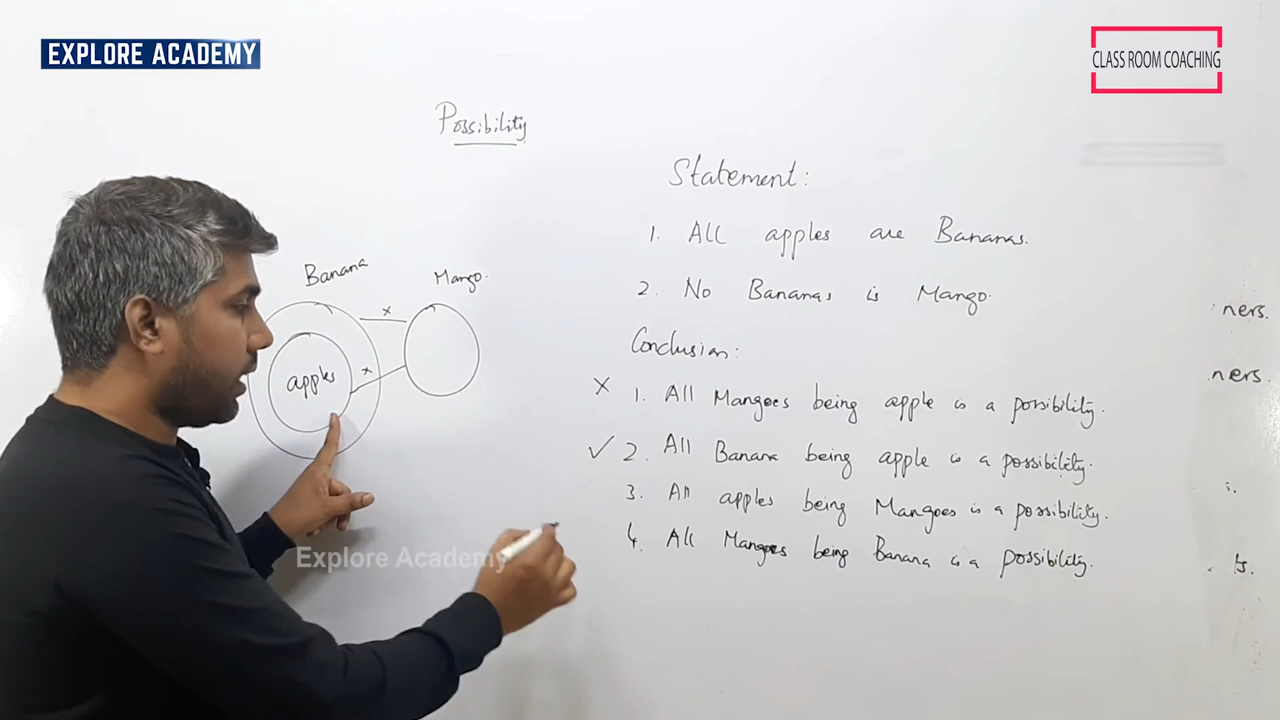 EXPLORE ACADEMY
CLASS ROOM COACHING
Possibility
Statement:
1. All apples are Bananas.
2. No Bananas is Mango.
Conclusion:
X 1. All Mangoes being apple is a possibility.
✓ 2. All Banana being apple is a possibility.
3. All apples being Mangoes is a possibility.
4. All Mangoes being Banana is a possibility.
Banana
Mango.
x
x
apples
ners.
ners.
s.
ts.
Explore Academy